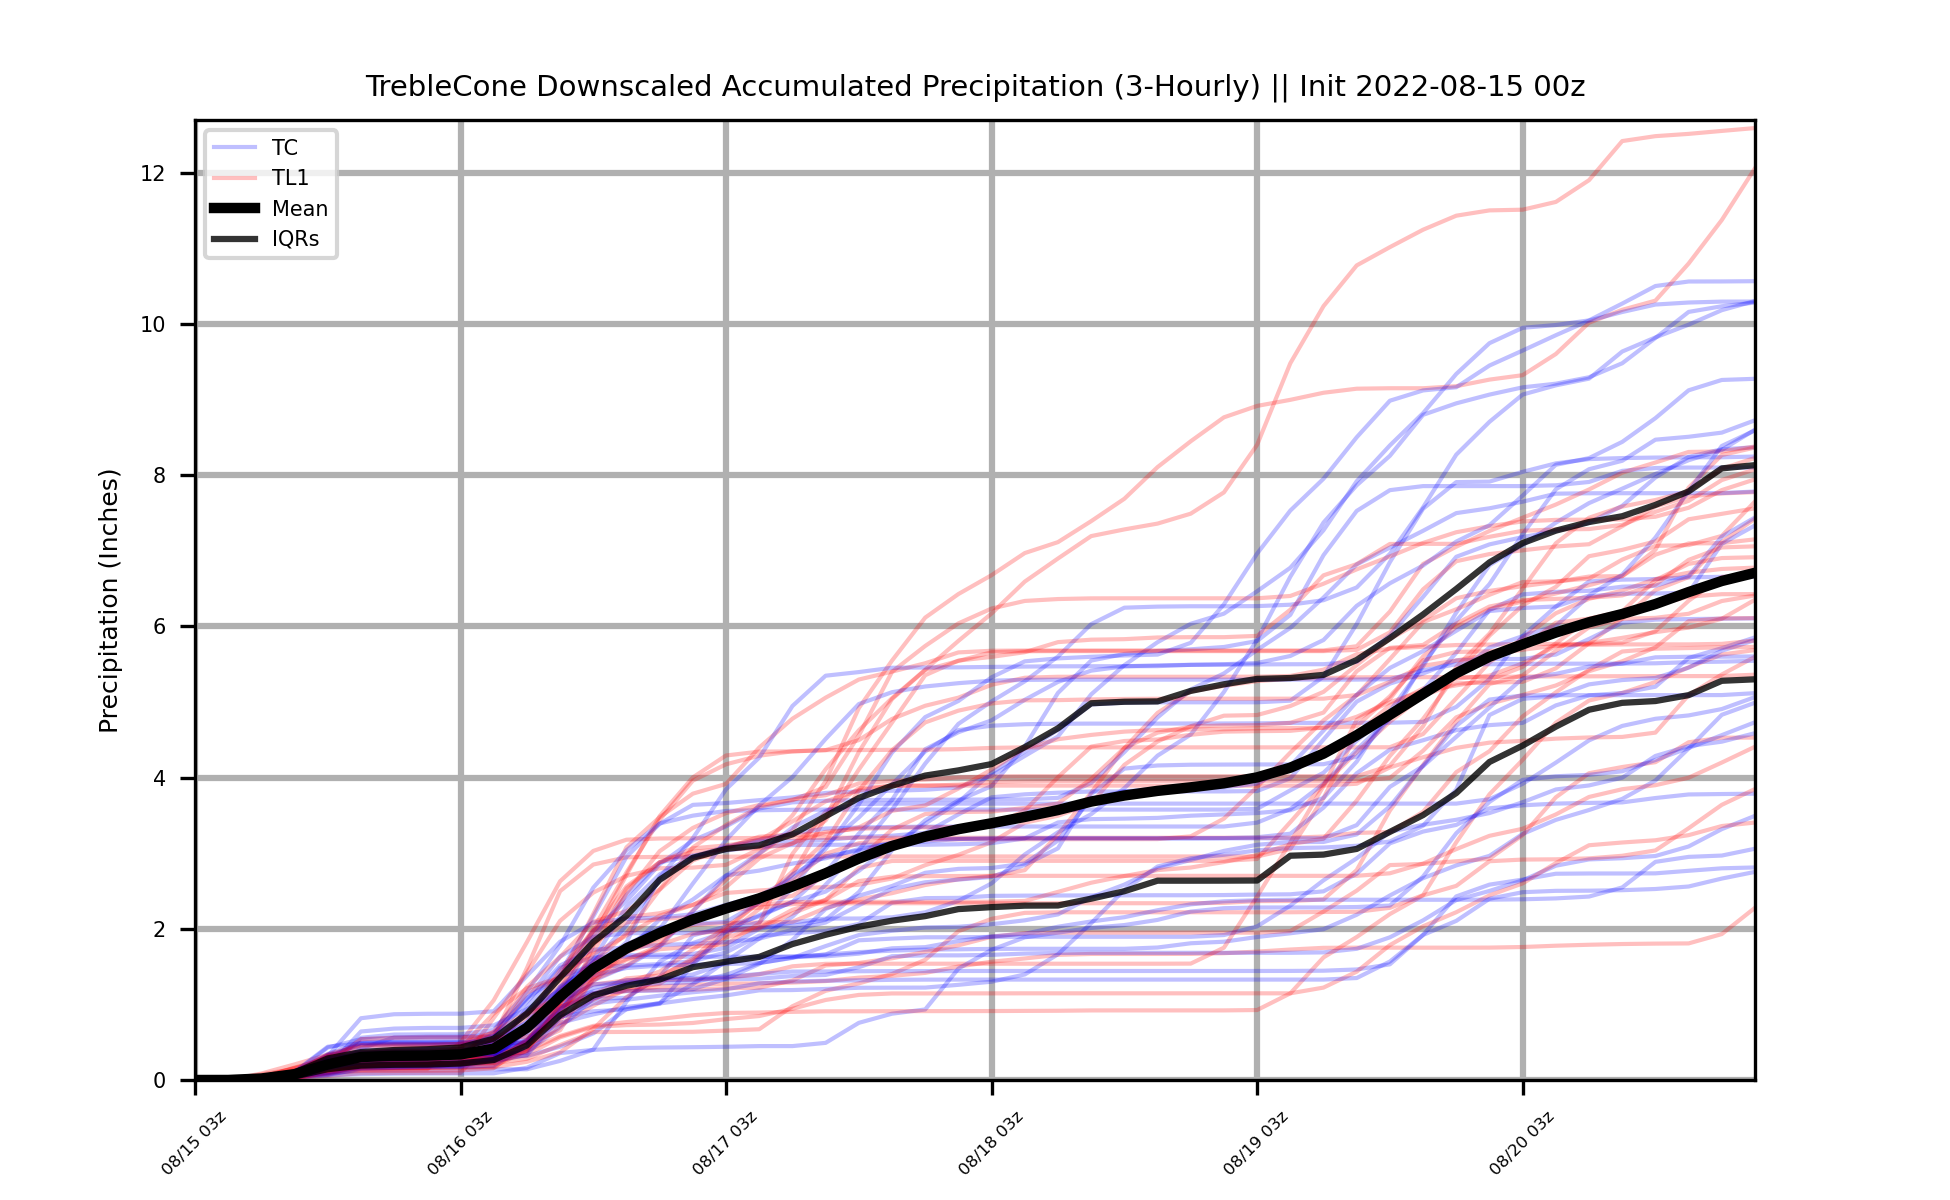 TrebleCone Downscaled Accumulated Precipitation (3-Hourly) || Init 2022-08-15 00z
TC
TL1
Mean
IQRs
Precipitation (Inches)
12
10
8
6
4
2
0
08/15 03z
08/16 03z
08/17 03z
08/18 03z
08/19 03z
08/20 03z